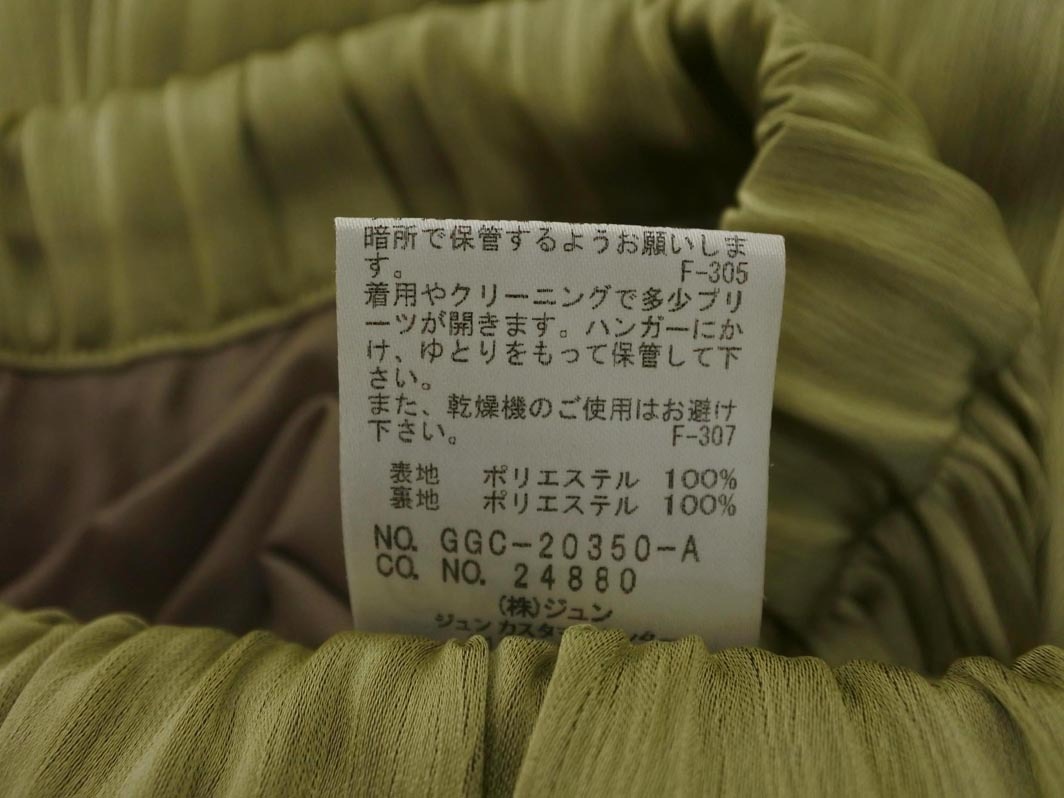 暗所で保管するようお願いしま
す。 F-305
着用やクリーニングで多少プリ
ーツが開きます。ハンガーにか
け、ゆとりをもって保管して下
さい。
また、乾燥機のご使用はお避け
下さい。 F-307
表地 ポリエステル 100%
裏地 ポリエステル 100%
NO. GGC-20350-A
CO. NO. 24880
(株)ジュン
ジュン